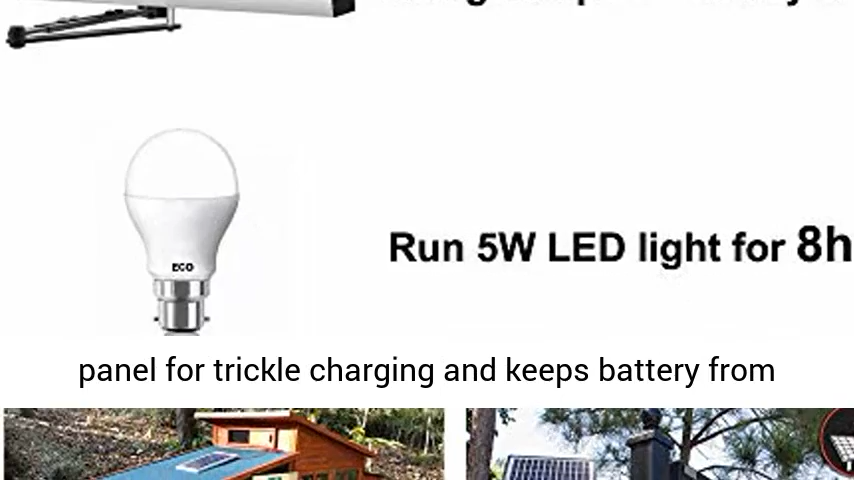 ECO
Run 5W LED light for 8h
panel for trickle charging and keeps battery from